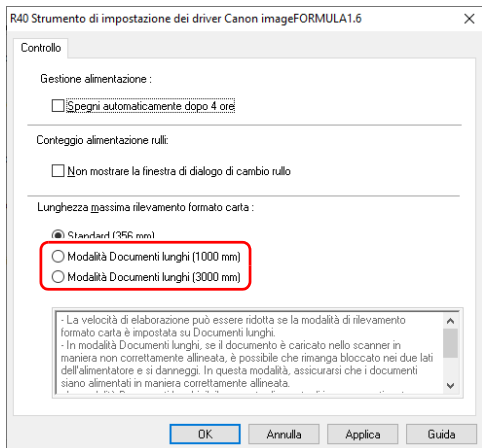 R40 Strumento di impostazione dei driver Canon imageFORMULA1.6
Controllo
Gestione alimentazione :
Spegni automaticamente dopo 4 ore
Conteggio alimentazione rulli:
Non mostrare la finestra di dialogo di cambio rullo
Lunghezza massima rilevamento formato carta :
Standard (356 mm)
Modalità Documenti lunghi (1000 mm)
Modalità Documenti lunghi (3000 mm)
- La velocità di elaborazione può essere ridotta se la modalità di rilevamento
formato carta è impostata su Documenti lunghi.
- In modalità Documenti lunghi, se il documento è caricato nello scanner in
maniera non correttamente allineata, è possibile che rimanga bloccato nei due lati
dell'alimentatore e si danneggi. In questa modalità, assicurarsi che i documenti
siano alimentati in maniera correttamente allineata.
OK
Annulla
Applica
Guida